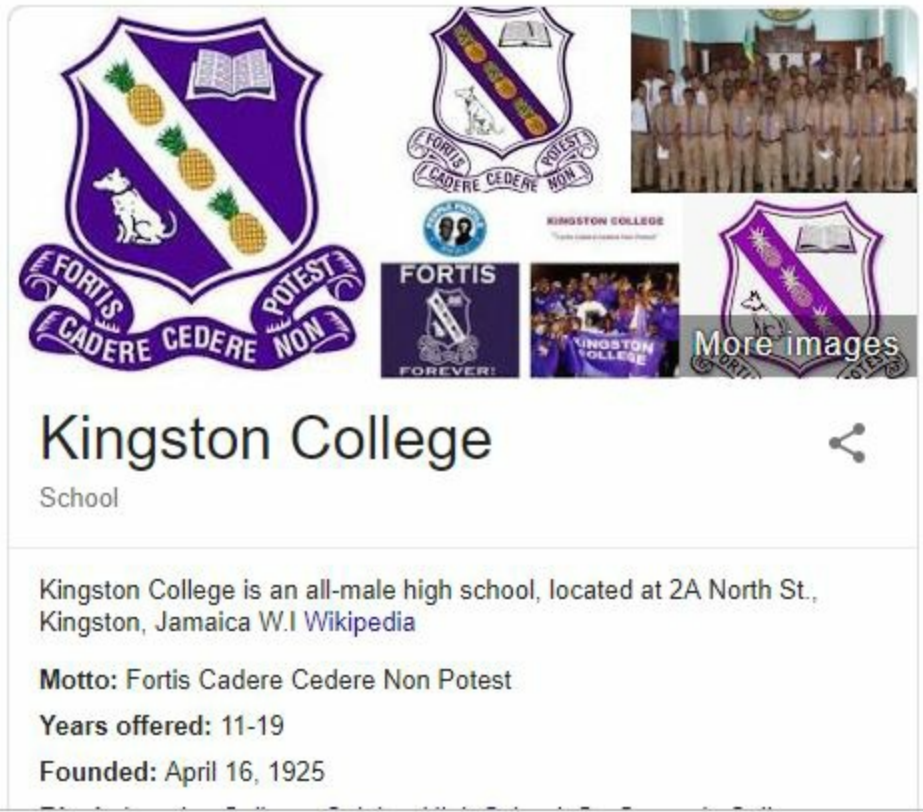 FORTIS
CADERE CEDERE NON
POTEST
FORTIS
CADERE CEDERE NON
POTEST
KINGSTON COLLEGE
FORTIS
FOREVER!
KINGSTON
COLLEGE
More images
Kingston College
School
Kingston College is an all-male high school, located at 2A North St.,
Kingston, Jamaica W.I Wikipedia
Motto: Fortis Cadere Cedere Non Potest
Years offered: 11-19
Founded: April 16, 1925